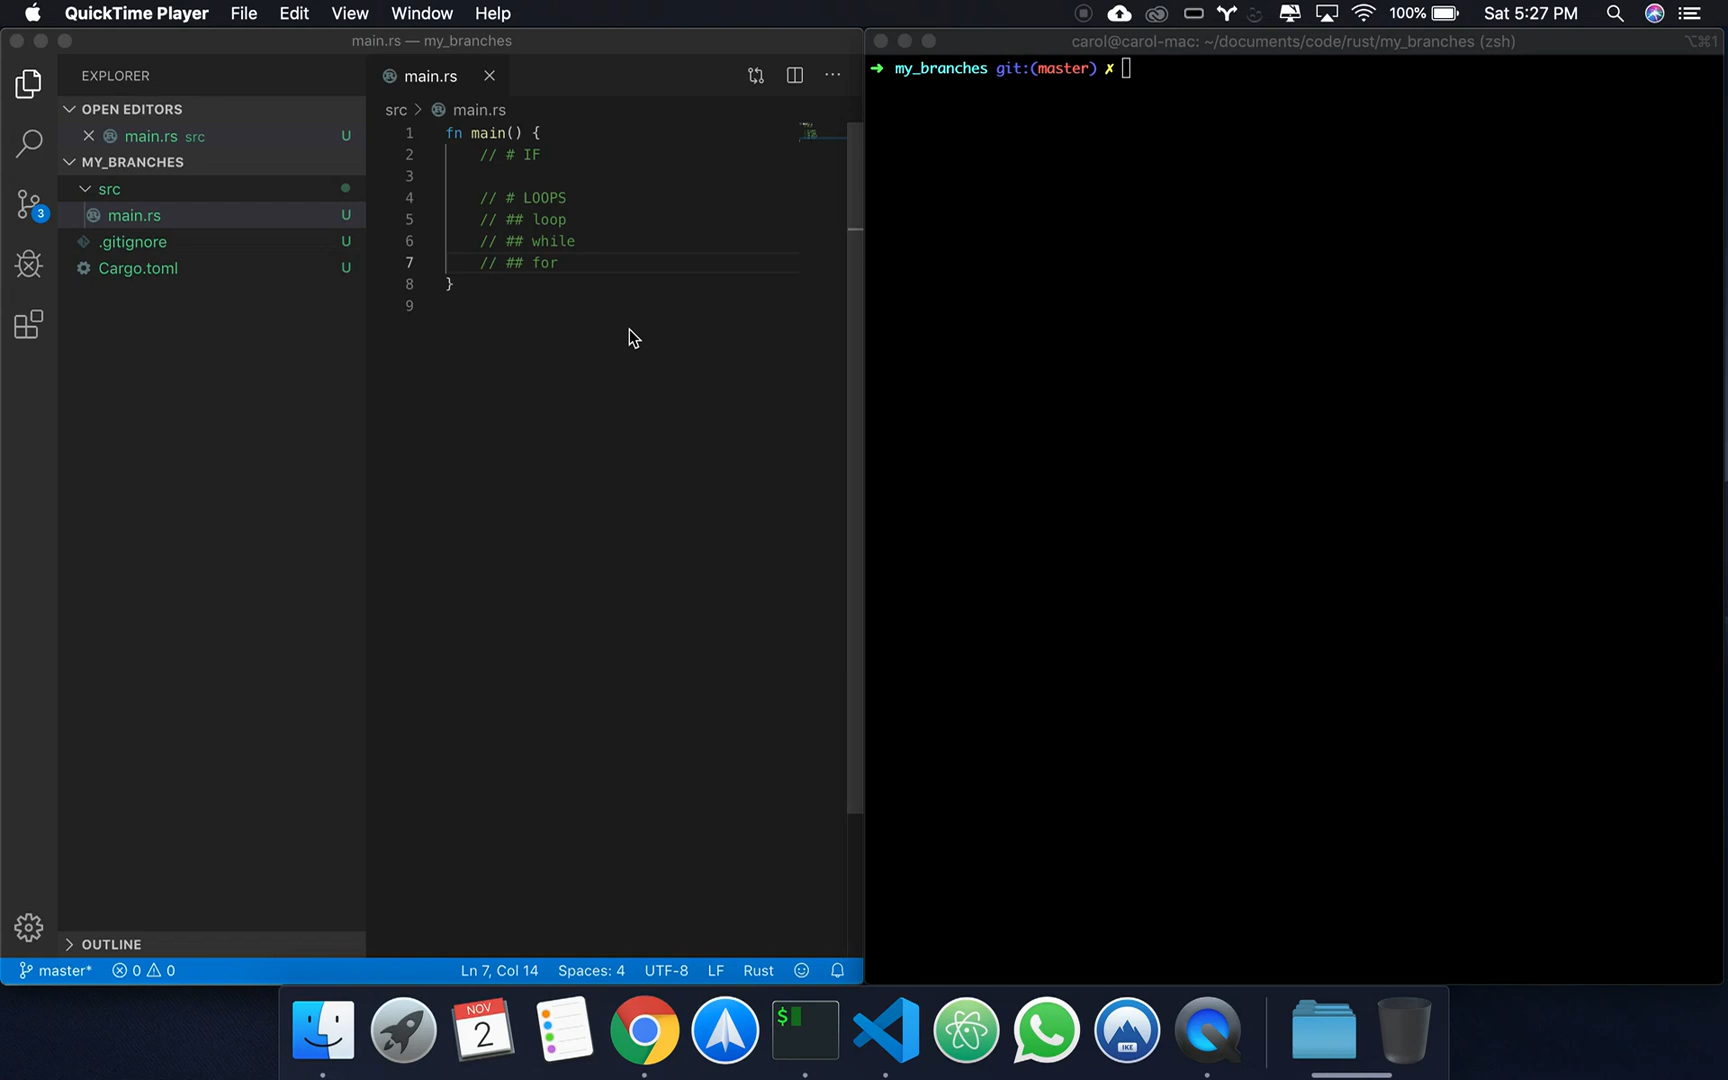 QuickTime Player File Edit View Window Help 100% Sat 5:27 PM
main.rs — my_branches
EXPLORER
OPEN EDITORS
main.rs src U
MY_BRANCHES
src
main.rs U
.gitignore U
Cargo.toml U
3
OUTLINE
main.rs
src > main.rs
1 fn main() {
2 // # IF
3
4 // # LOOPS
5 // ## loop
6 // ## while
7 // ## for
8 }
9
master* 0 0 Ln 7, Col 14 Spaces: 4 UTF-8 LF Rust
carol@carol-mac: ~/documents/code/rust/my_branches (zsh) ⌥⌘1
➜ my_branches git:(master) ✗
NOV
2
$
IKE